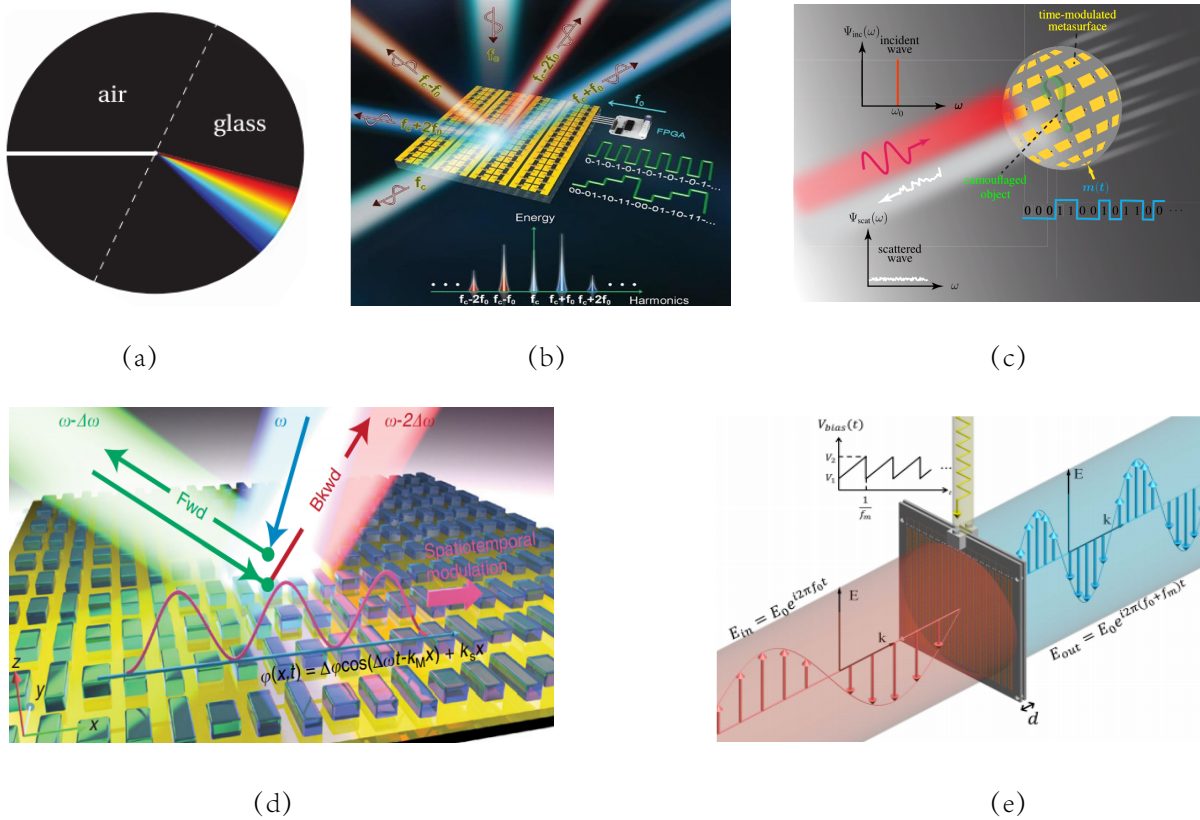 air
glass
(a)
f_c
f_c-2f_0
f_c-f_0
f_c+f_0
f_c+2f_0
f_0
FPGA
0-1-0-1-0-1-0-1-0-1-0-1-...
00-01-10-11-00-01-10-11-...
f_c
Energy
f_c-2f_0 f_c-f_0 f_c f_c+f_0 f_c+2f_0
Harmonics
(b)
time-modulated
metasurface
Ψ_inc(ω)
incident
wave
ω_0
ω
camouflaged
object
m(t)
0 0 0 1 1 0 0 1 0 1 1 0 0 ...
Ψ_scat(ω)
scattered
wave
ω
(c)
ω-Δω
ω
ω-2Δω
Fwd
Bkwd
Spatiotemporal
modulation
φ(x,t) = Δφcos(Δωt-k_M x) + k_s x
z
y
x
(d)
V_bias(t)
V_2
V_1
...
1/f_m
E
k
E_in = E_0 e^{i2πf_0 t}
E
k
E_out = E_0 e^{i2π(f_0+f_m)t}
d
(e)